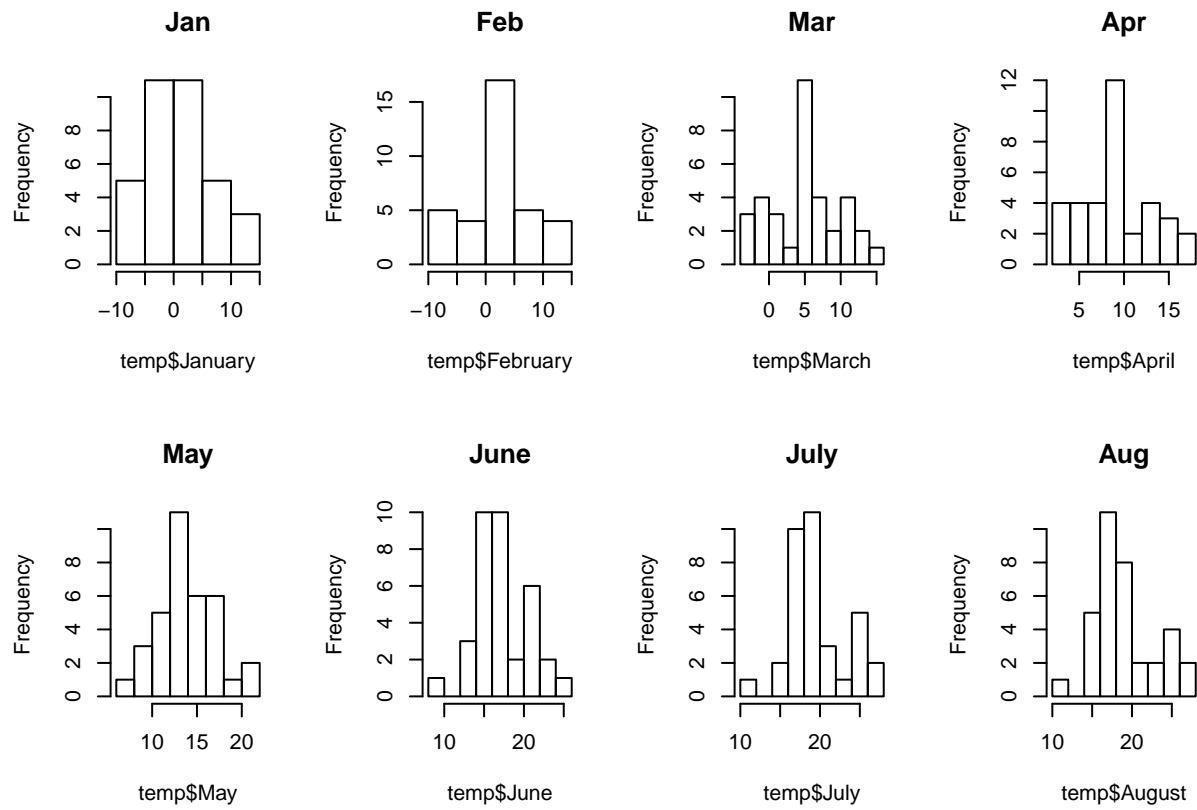 Jan
Frequency
0 2 4 6 8
−10 0 10
temp$January
Feb
Frequency
0 5 10 15
−10 0 10
temp$February
Mar
Frequency
0 2 4 6 8
0 5 10
temp$March
Apr
Frequency
0 2 4 6 8 12
5 10 15
temp$April
May
Frequency
0 2 4 6 8
10 15 20
temp$May
June
Frequency
0 2 4 6 8 10
10 20
temp$June
July
Frequency
0 2 4 6 8
10 20
temp$July
Aug
Frequency
0 2 4 6 8
10 20
temp$August